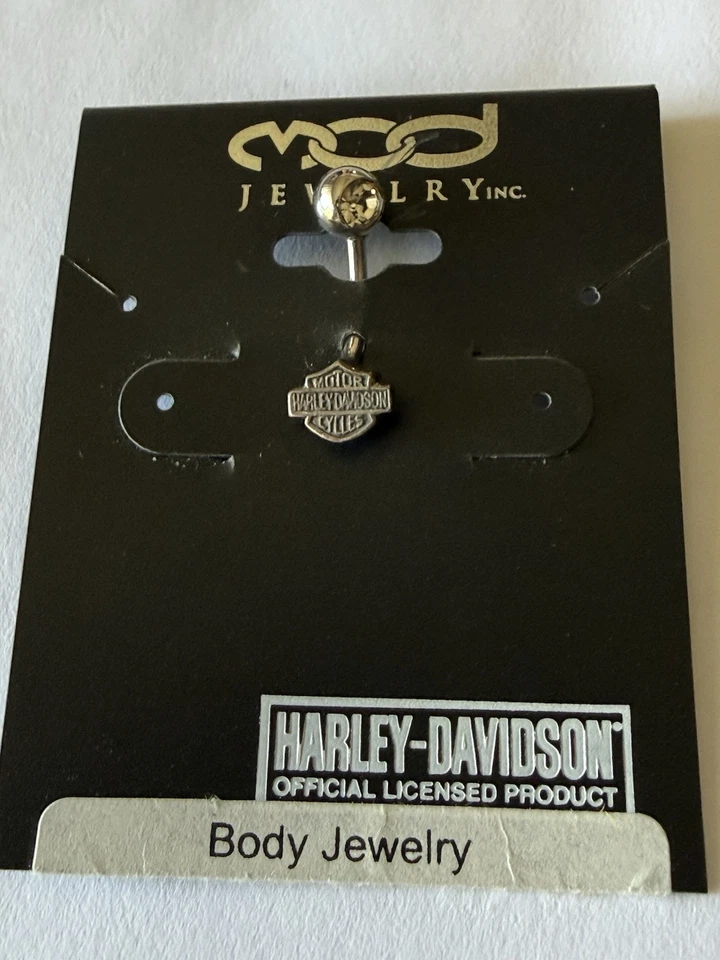 mod
JEWELRY INC.
MOTOR
HARLEY-DAVIDSON
CYCLES
HARLEY-DAVIDSON®
OFFICIAL LICENSED PRODUCT
Body Jewelry